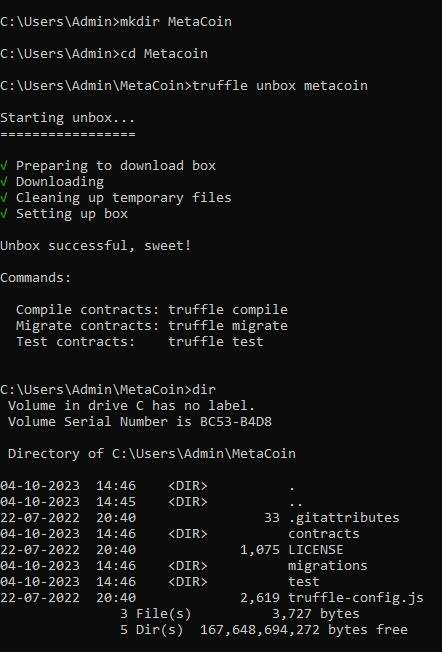 C:\Users\Admin>mkdir MetaCoin
C:\Users\Admin>cd Metacoin
C:\Users\Admin\MetaCoin>truffle unbox metacoin
Starting unbox...
=================
√ Preparing to download box
√ Downloading
√ Cleaning up temporary files
√ Setting up box
Unbox successful, sweet!
Commands:
  Compile contracts: truffle compile
  Migrate contracts: truffle migrate
  Test contracts:    truffle test
C:\Users\Admin\MetaCoin>dir
 Volume in drive C has no label.
 Volume Serial Number is BC53-B4D8
 Directory of C:\Users\Admin\MetaCoin
04-10-2023  14:46    <DIR>          .
04-10-2023  14:45    <DIR>          ..
22-07-2022  20:40                33 .gitattributes
04-10-2023  14:46    <DIR>          contracts
22-07-2022  20:40             1,075 LICENSE
04-10-2023  14:46    <DIR>          migrations
04-10-2023  14:46    <DIR>          test
22-07-2022  20:40             2,619 truffle-config.js
               3 File(s)          3,727 bytes
               5 Dir(s)  167,648,694,272 bytes free